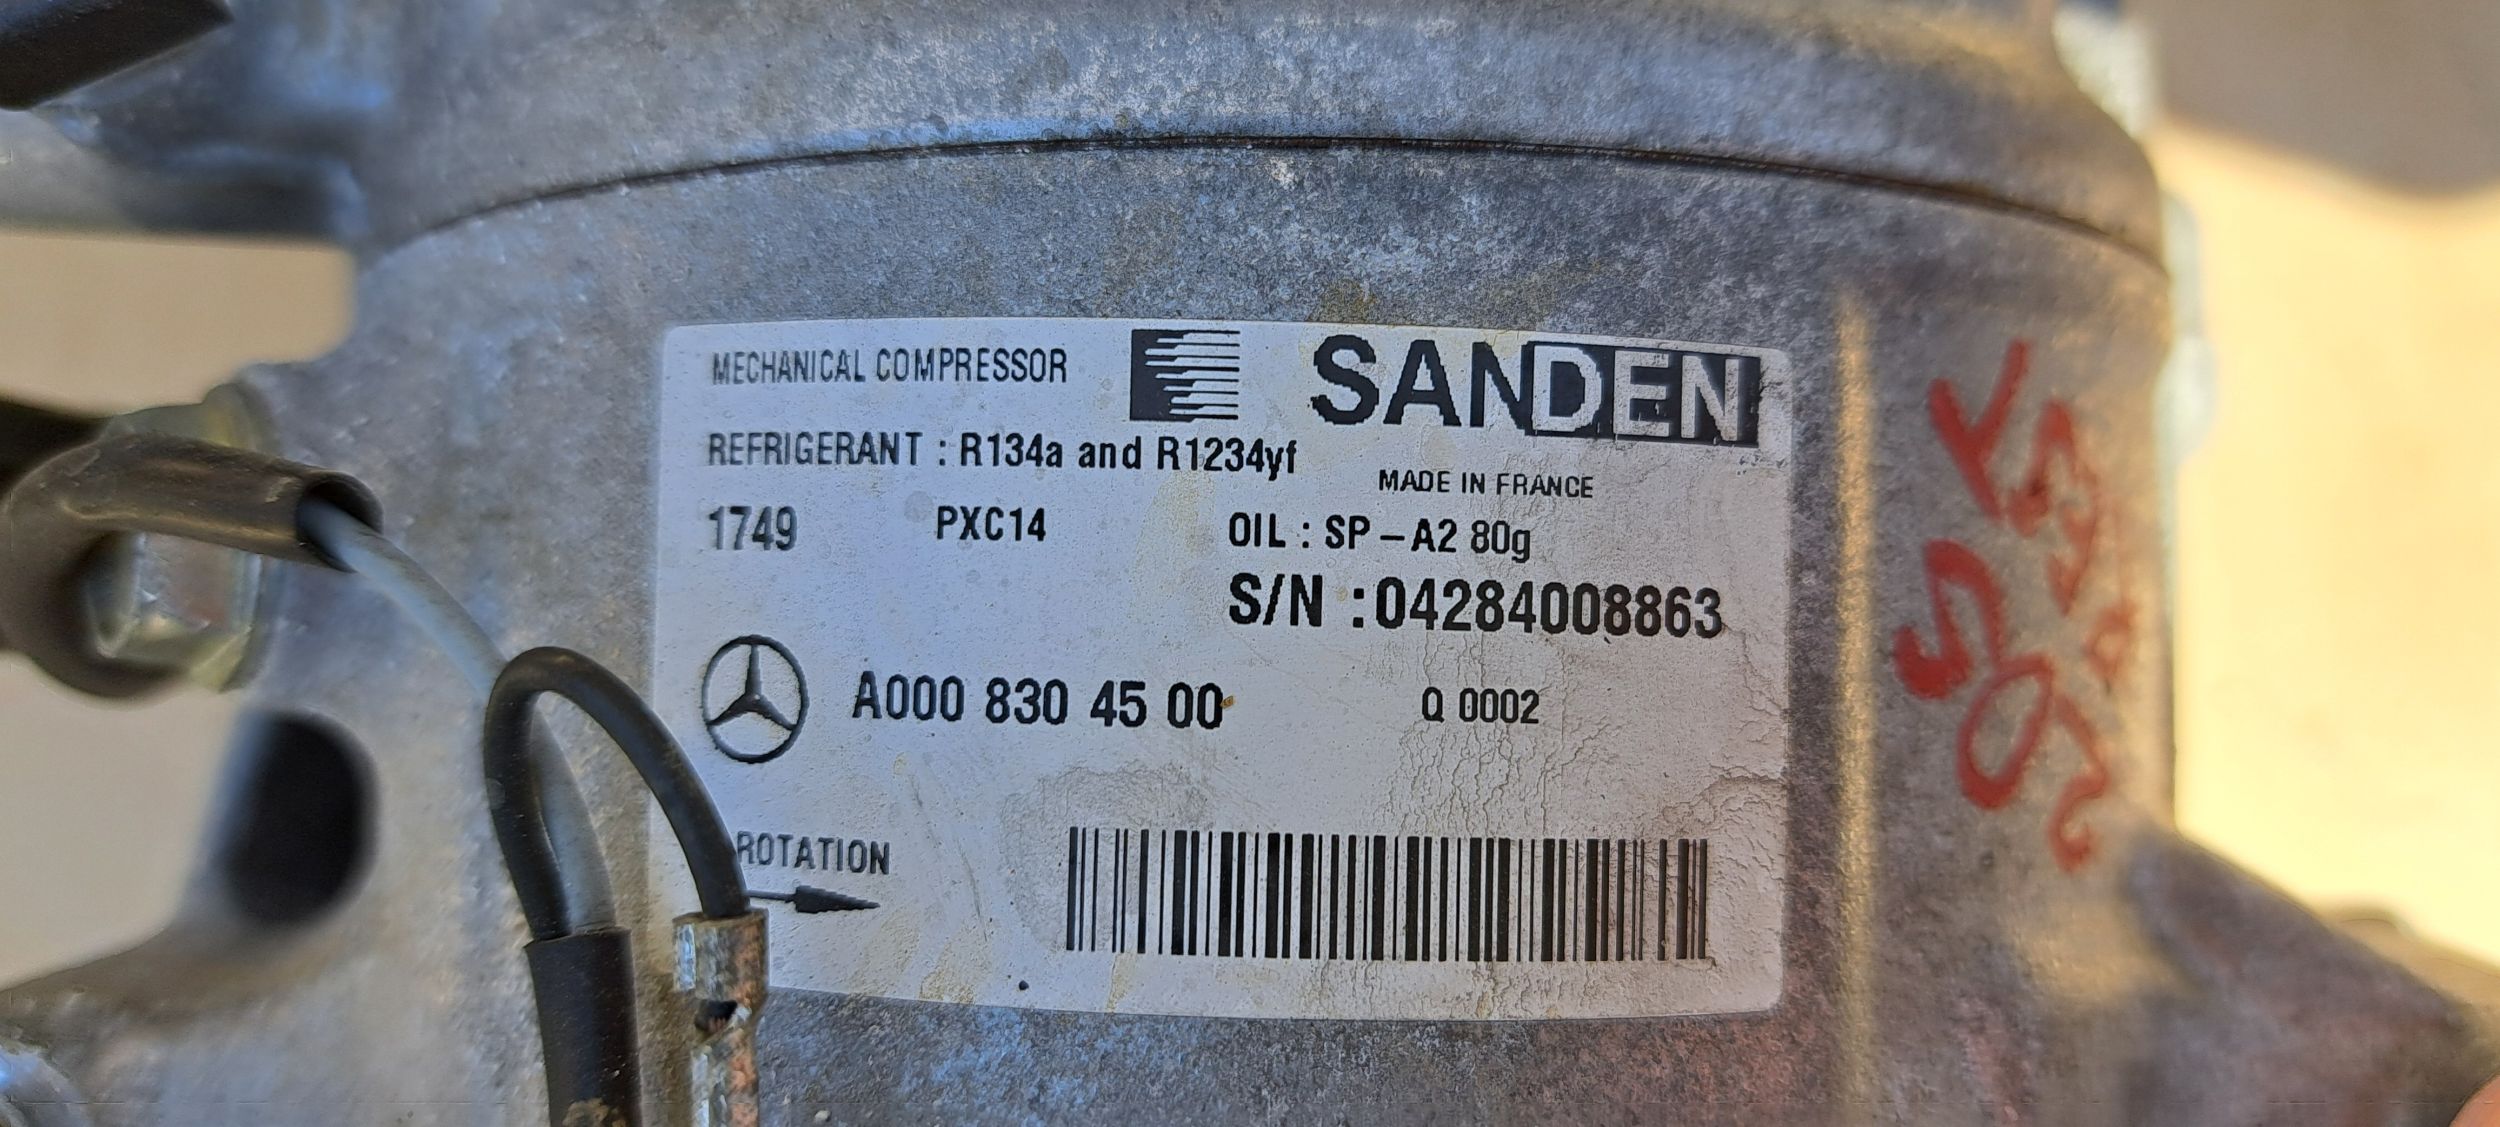 MECHANICAL COMPRESSOR
SANDEN
REFRIGERANT : R134a and R1234yf
MADE IN FRANCE
1749 PXC14 OIL : SP-A2 80g
S/N :04284008863
A000 830 45 00 Q 0002
ROTATION